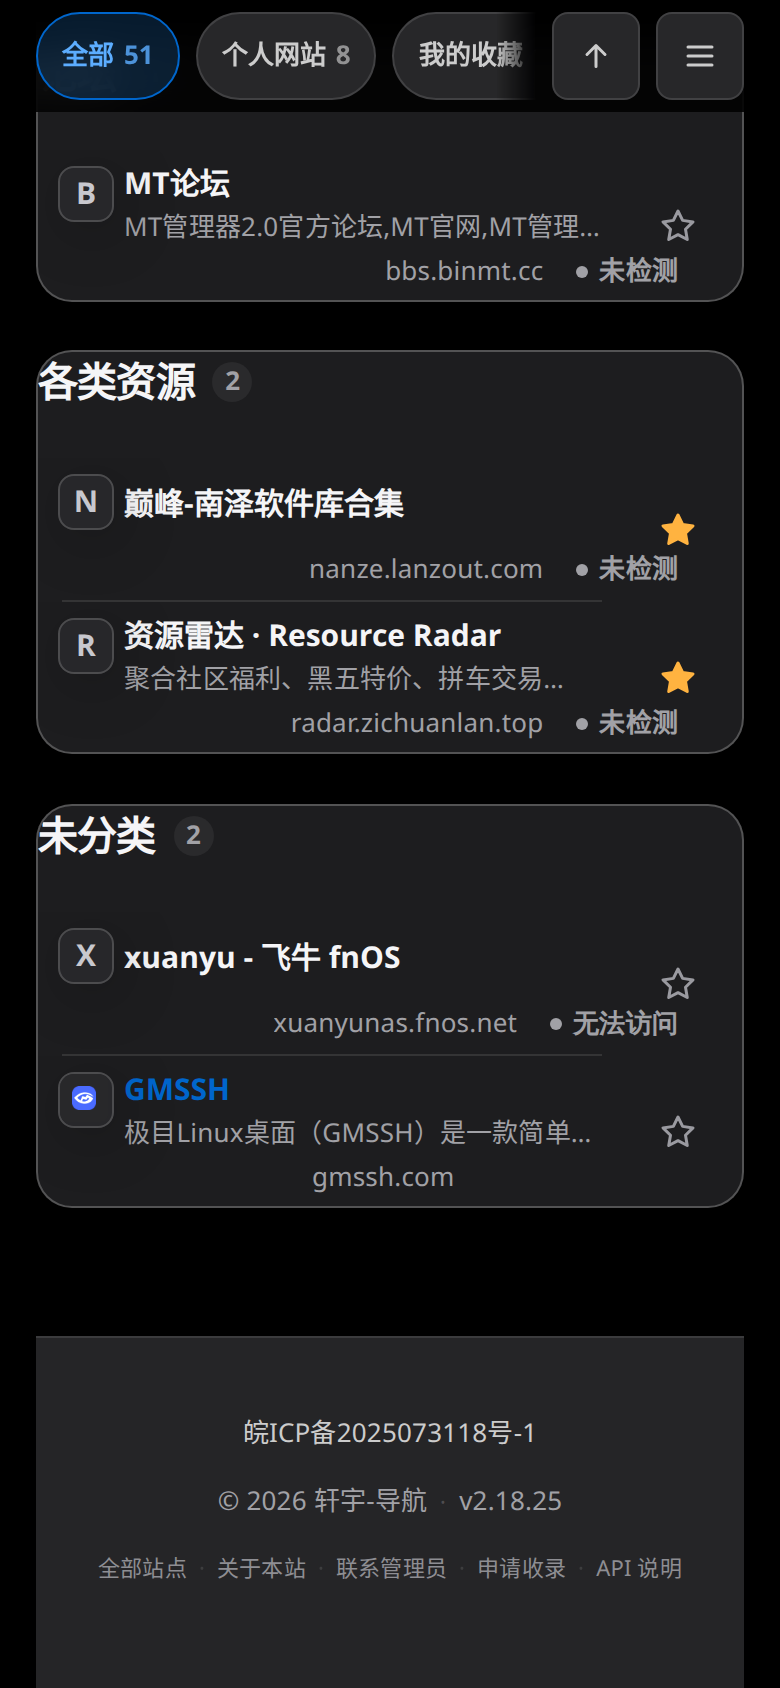 全部 51 个人网站 8 我的收藏
B MT论坛
MT管理器2.0官方论坛,MT官网,MT管理...
bbs.binmt.cc 未检测
各类资源 2
N 巅峰-南泽软件库合集
nanze.lanzout.com 未检测
R 资源雷达 · Resource Radar
聚合社区福利、黑五特价、拼车交易...
radar.zichuanlan.top 未检测
未分类 2
X xuanyu - 飞牛 fnOS
xuanyunas.fnos.net 无法访问
GMSSH
极目Linux桌面（GMSSH）是一款简单...
gmssh.com
皖ICP备2025073118号-1
© 2026 轩宇-导航 · v2.18.25
全部站点 · 关于本站 · 联系管理员 · 申请收录 · API 说明